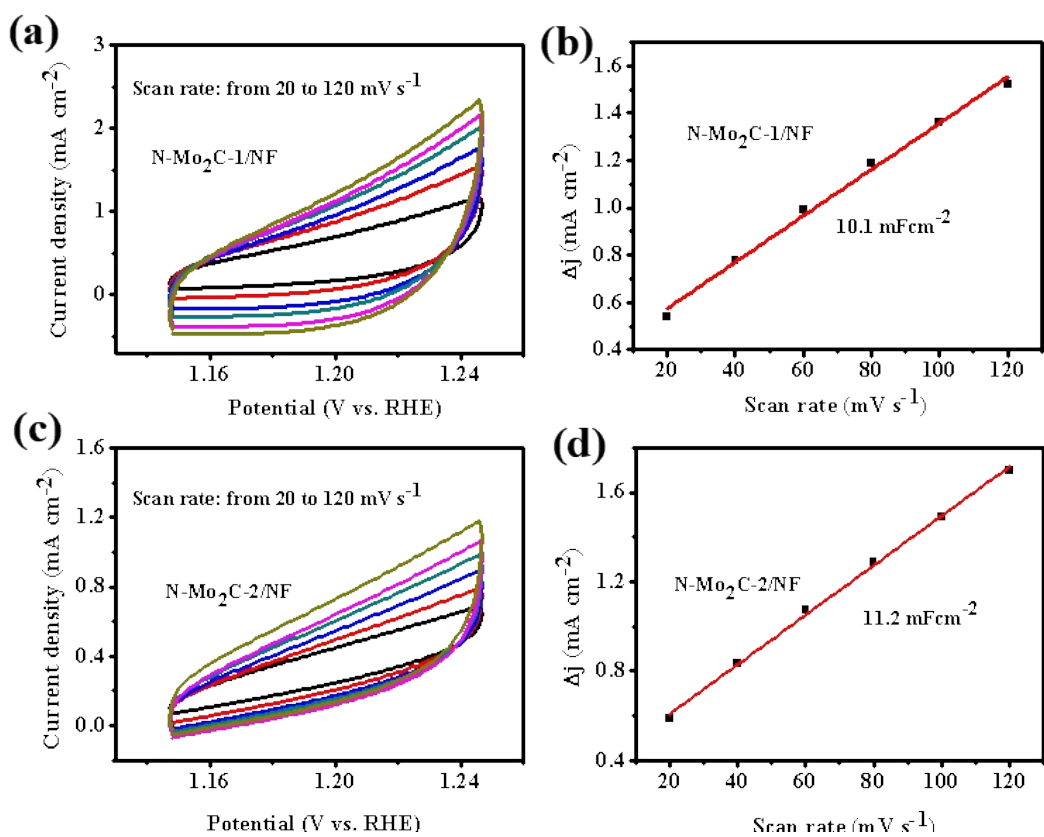 (a)
3
2
1
0
Current density (mA cm-2)
Scan rate: from 20 to 120 mV s-1
N-Mo2C-1/NF
1.16 1.20 1.24
Potential (V vs. RHE)
(b)
1.6
1.4
1.2
1.0
0.8
0.6
0.4
Δj (mA cm-2)
N-Mo2C-1/NF
10.1 mFcm-2
20 40 60 80 100 120
Scan rate (mV s-1)
(c)
1.6
1.2
0.8
0.4
0.0
Current density (mA cm-2)
Scan rate: from 20 to 120 mV s-1
N-Mo2C-2/NF
1.16 1.20 1.24
Potential (V vs. RHE)
(d)
1.6
1.2
0.8
0.4
Δj (mA cm-2)
N-Mo2C-2/NF
11.2 mFcm-2
20 40 60 80 100 120
Scan rate (mV s-1)